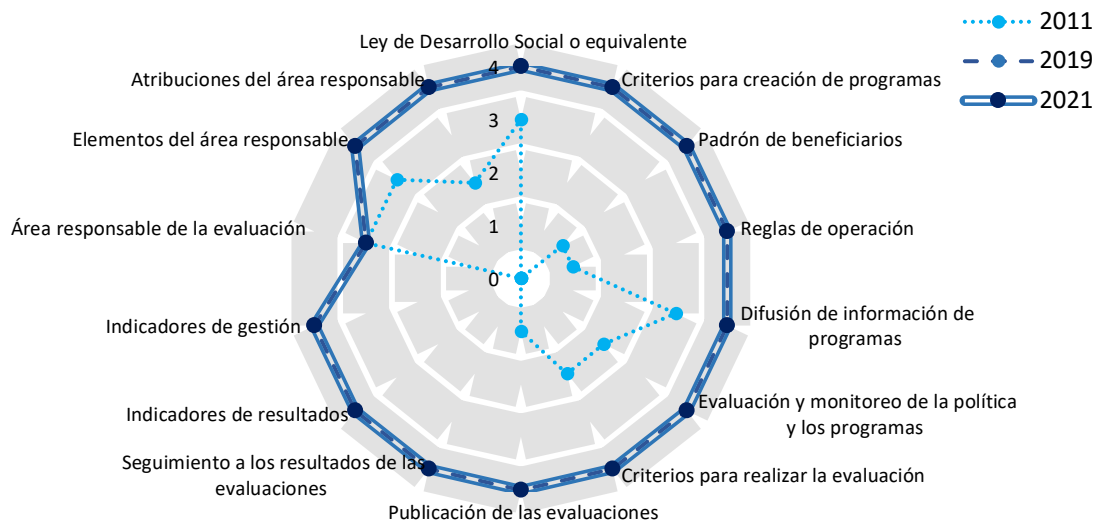 2011
2019
2021
Ley de Desarrollo Social o equivalente
Atribuciones del área responsable
Criterios para creación de programas
Elementos del área responsable
Padrón de beneficiarios
Área responsable de la evaluación
Reglas de operación
4
3
2
1
0
Indicadores de gestión
Difusión de información de
programas
Indicadores de resultados
Evaluación y monitoreo de la política
y los programas
Seguimiento a los resultados de las
evaluaciones
Criterios para realizar la evaluación
Publicación de las evaluaciones